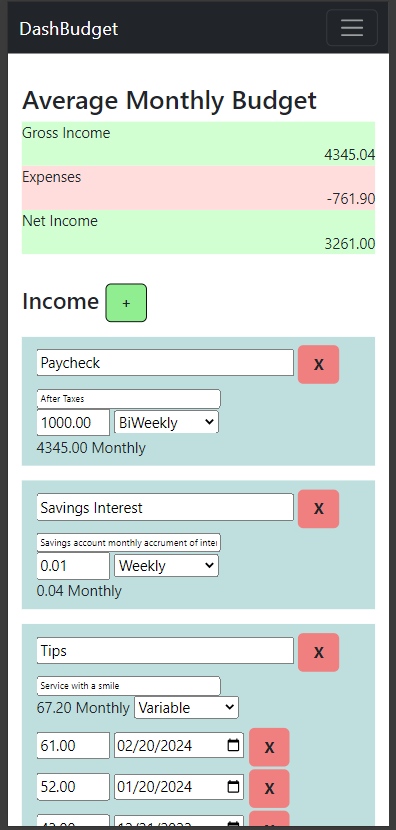 DashBudget
Average Monthly Budget
Gross Income
4345.04
Expenses
-761.90
Net Income
3261.00
Income +
Paycheck X
After Taxes
1000.00 BiWeekly
4345.00 Monthly
Savings Interest X
Savings account monthly accrument of inte
0.01 Weekly
0.04 Monthly
Tips X
Service with a smile
67.20 Monthly Variable
61.00 02/20/2024 X
52.00 01/20/2024 X